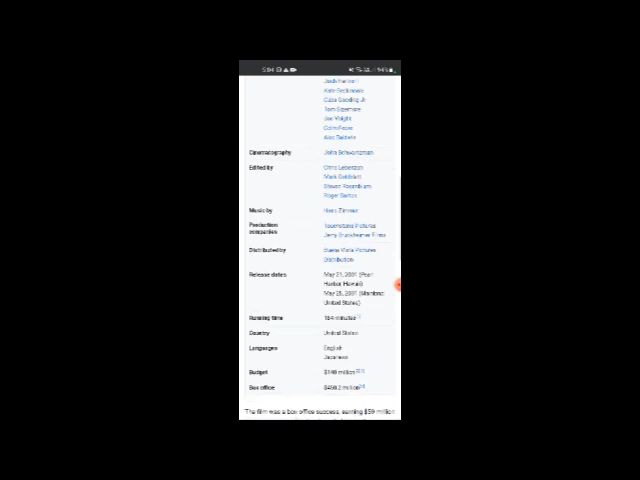 Josh Hartnett
Kate Beckinsale
Cuba Gooding Jr.
Tom Sizemore
Jon Voight
Colm Feore
Alec Baldwin
Cinematography John Schwartzman
Edited by Chris Lebenzon
Mark Goldblatt
Steven Rosenblum
Roger Barton
Music by Hans Zimmer
Production companies Touchstone Pictures
Jerry Bruckheimer Films
Distributed by Buena Vista Pictures
Distribution
Release dates May 21, 2001 (Pearl
Harbor, Hawaii)
May 25, 2001 (Mainland
United States)
Running time 184 minutes
Country United States
Languages English
Japanese
Budget $140 million
Box office $450.2 million
The film was a box office success, earning $59 million